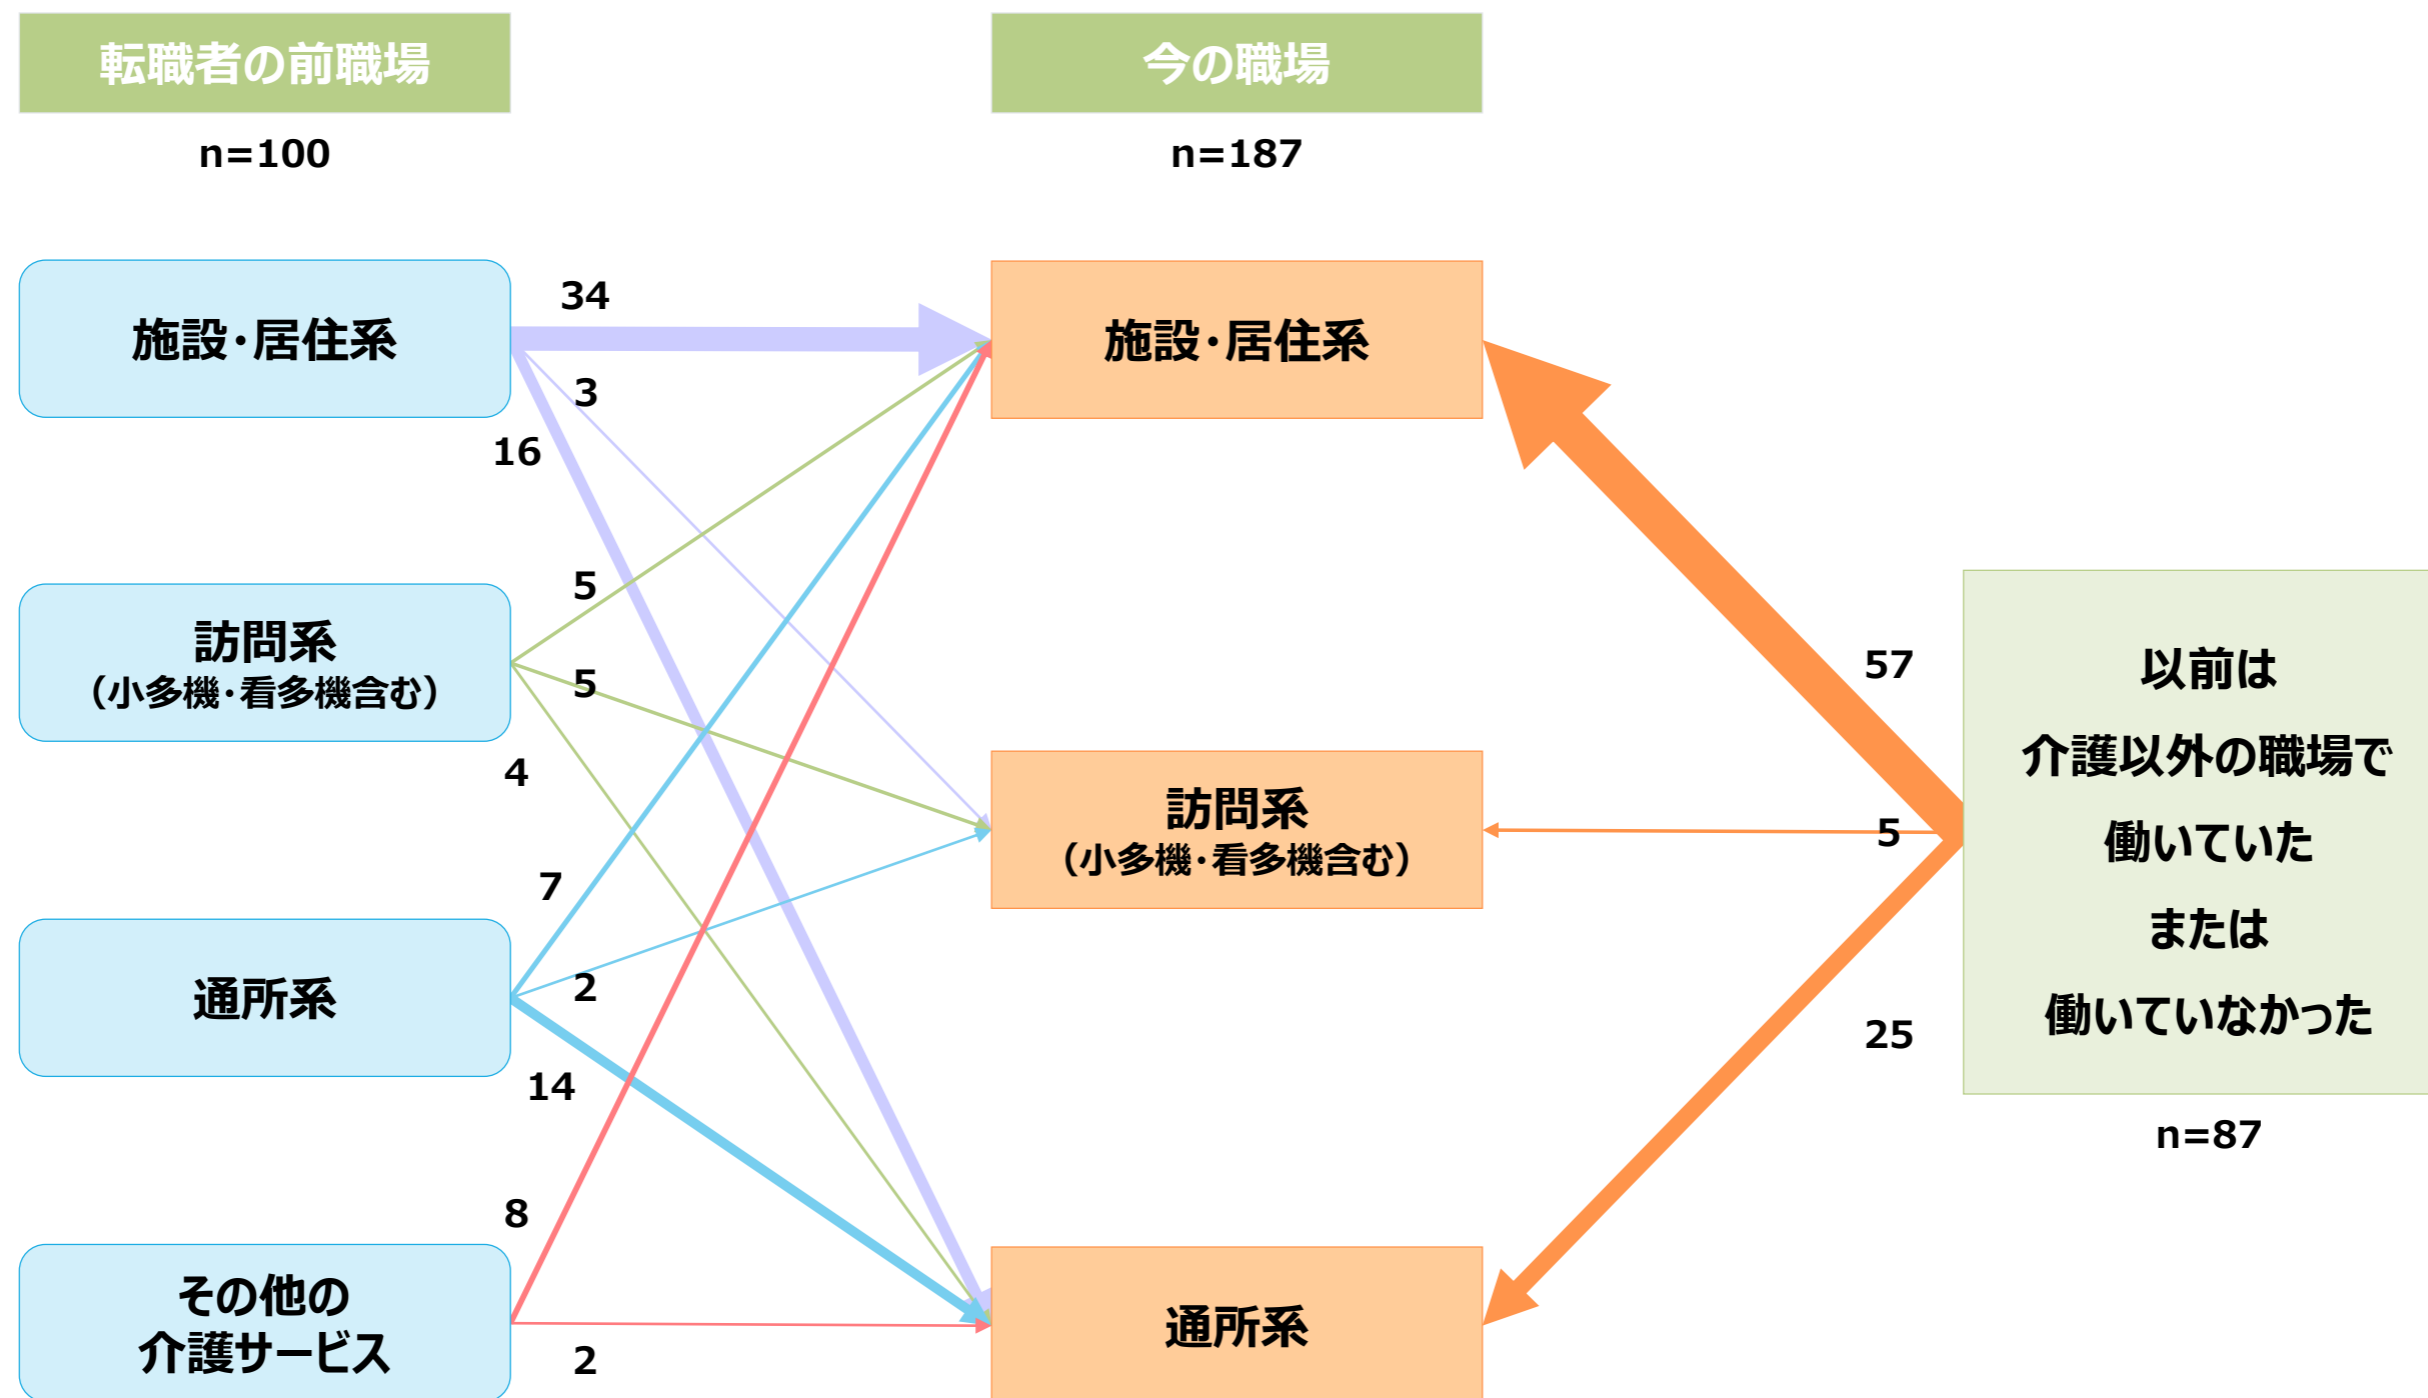 転職者の前職場
今の職場
n=100
n=187
施設・居住系
34
3
16
施設・居住系
訪問系
（小多機・看多機含む）
5
5
4
訪問系
（小多機・看多機含む）
57
5
25
以前は
介護以外の職場で
働いていた
または
働いていなかった
n=87
通所系
7
2
14
その他の
介護サービス
8
2
通所系